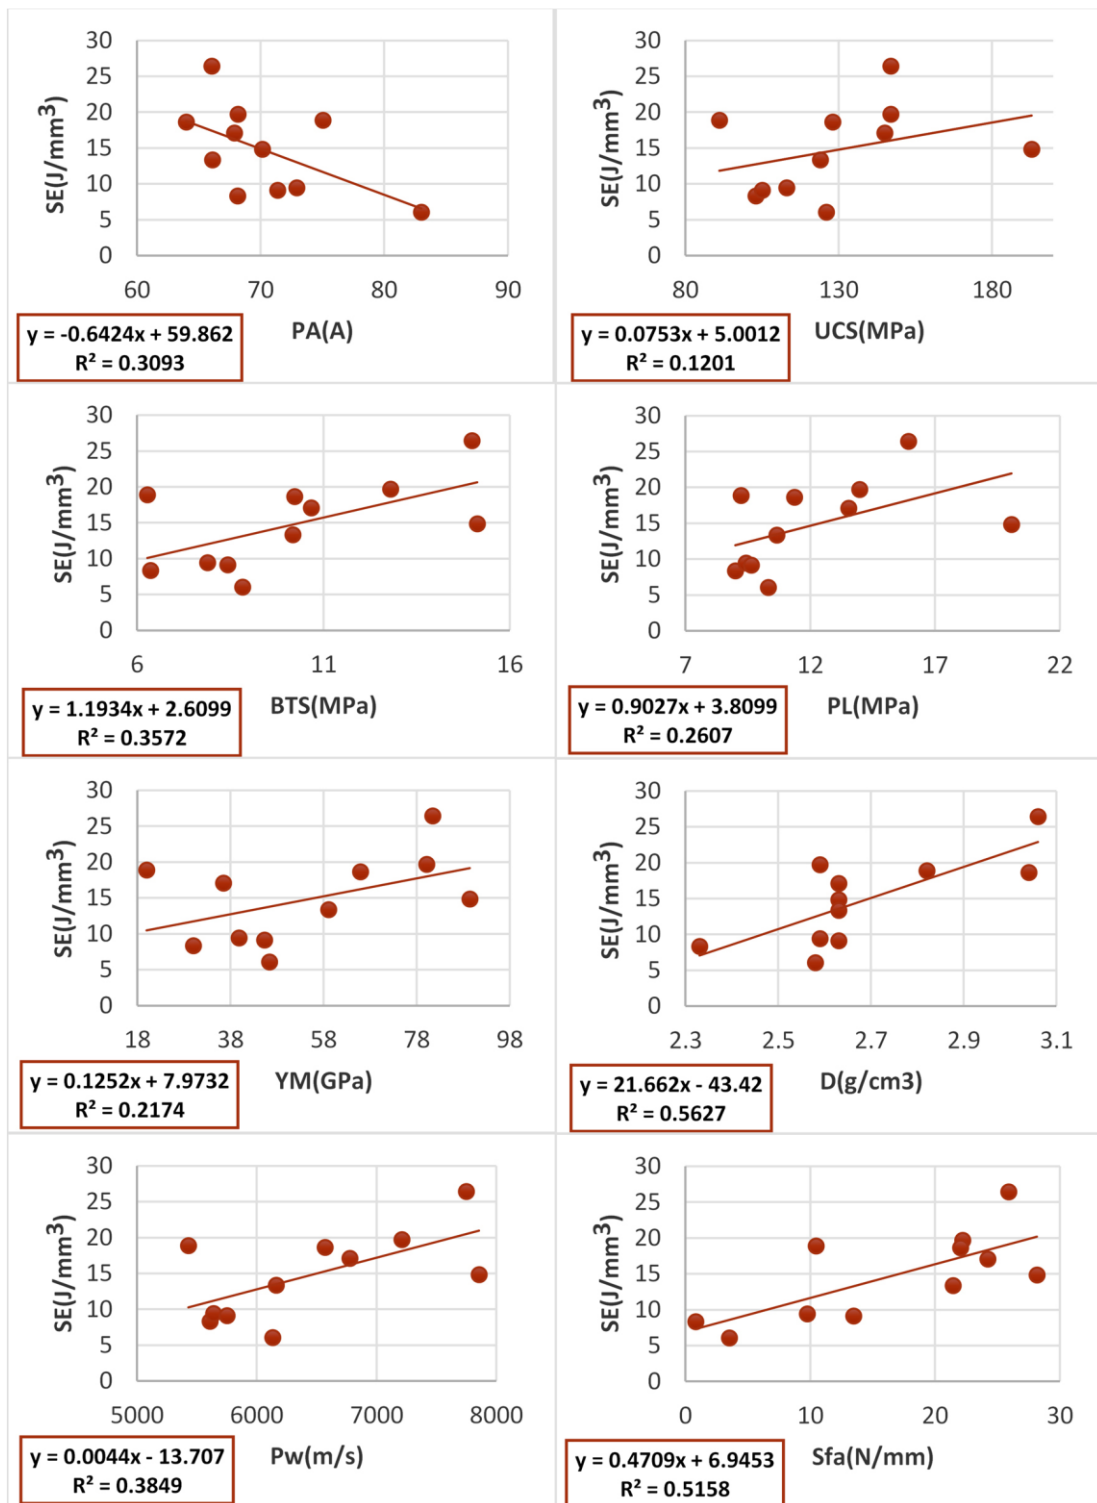 30
25
20
15
10
5
0
SE(J/mm³)
60 70 80 90
PA(A)
y = -0.6424x + 59.862
R² = 0.3093
30
25
20
15
10
5
0
SE(J/mm³)
80 130 180
UCS(MPa)
y = 0.0753x + 5.0012
R² = 0.1201
30
25
20
15
10
5
0
SE(J/mm³)
6 11 16
BTS(MPa)
y = 1.1934x + 2.6099
R² = 0.3572
30
25
20
15
10
5
0
SE(J/mm³)
7 12 17 22
PL(MPa)
y = 0.9027x + 3.8099
R² = 0.2607
30
25
20
15
10
5
0
SE(J/mm³)
18 38 58 78 98
YM(GPa)
y = 0.1252x + 7.9732
R² = 0.2174
30
25
20
15
10
5
0
SE(J/mm³)
2.3 2.5 2.7 2.9 3.1
D(g/cm3)
y = 21.662x - 43.42
R² = 0.5627
30
25
20
15
10
5
0
SE(J/mm³)
5000 6000 7000 8000
Pw(m/s)
y = 0.0044x - 13.707
R² = 0.3849
30
25
20
15
10
5
0
SE(J/mm³)
0 10 20 30
Sfa(N/mm)
y = 0.4709x + 6.9453
R² = 0.5158